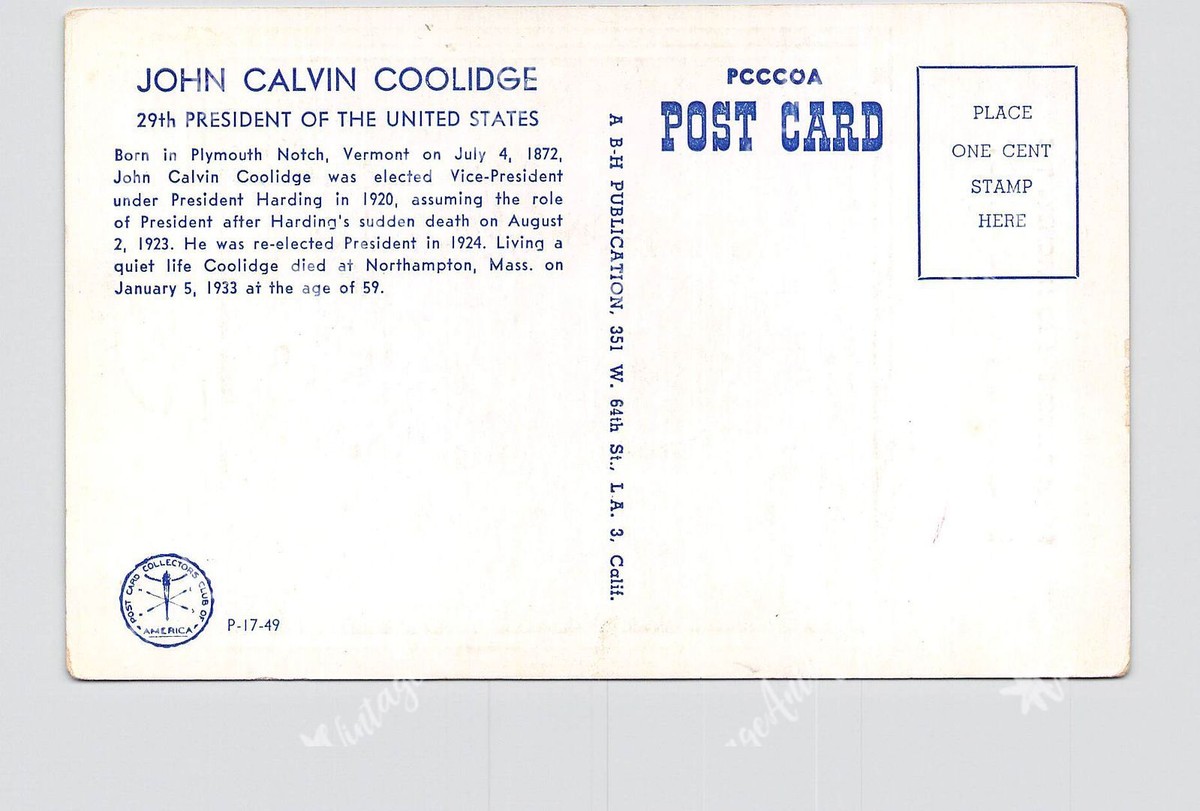 JOHN CALVIN COOLIDGE
29th PRESIDENT OF THE UNITED STATES
Born in Plymouth Notch, Vermont on July 4, 1872,
John Calvin Coolidge was elected Vice-President
under President Harding in 1920, assuming the role
of President after Harding's sudden death on August
2, 1923. He was re-elected President in 1924. Living a
quiet life Coolidge died at Northampton, Mass. on
January 5, 1933 at the age of 59.
POST CARD COLLECTORS CLUB OF
AMERICA
P-17-49
A B-H PUBLICATION, 351 W. 64th St., L.A. 3, Calif.
PCCCOA
POST CARD
PLACE
ONE CENT
STAMP
HERE
Vintage